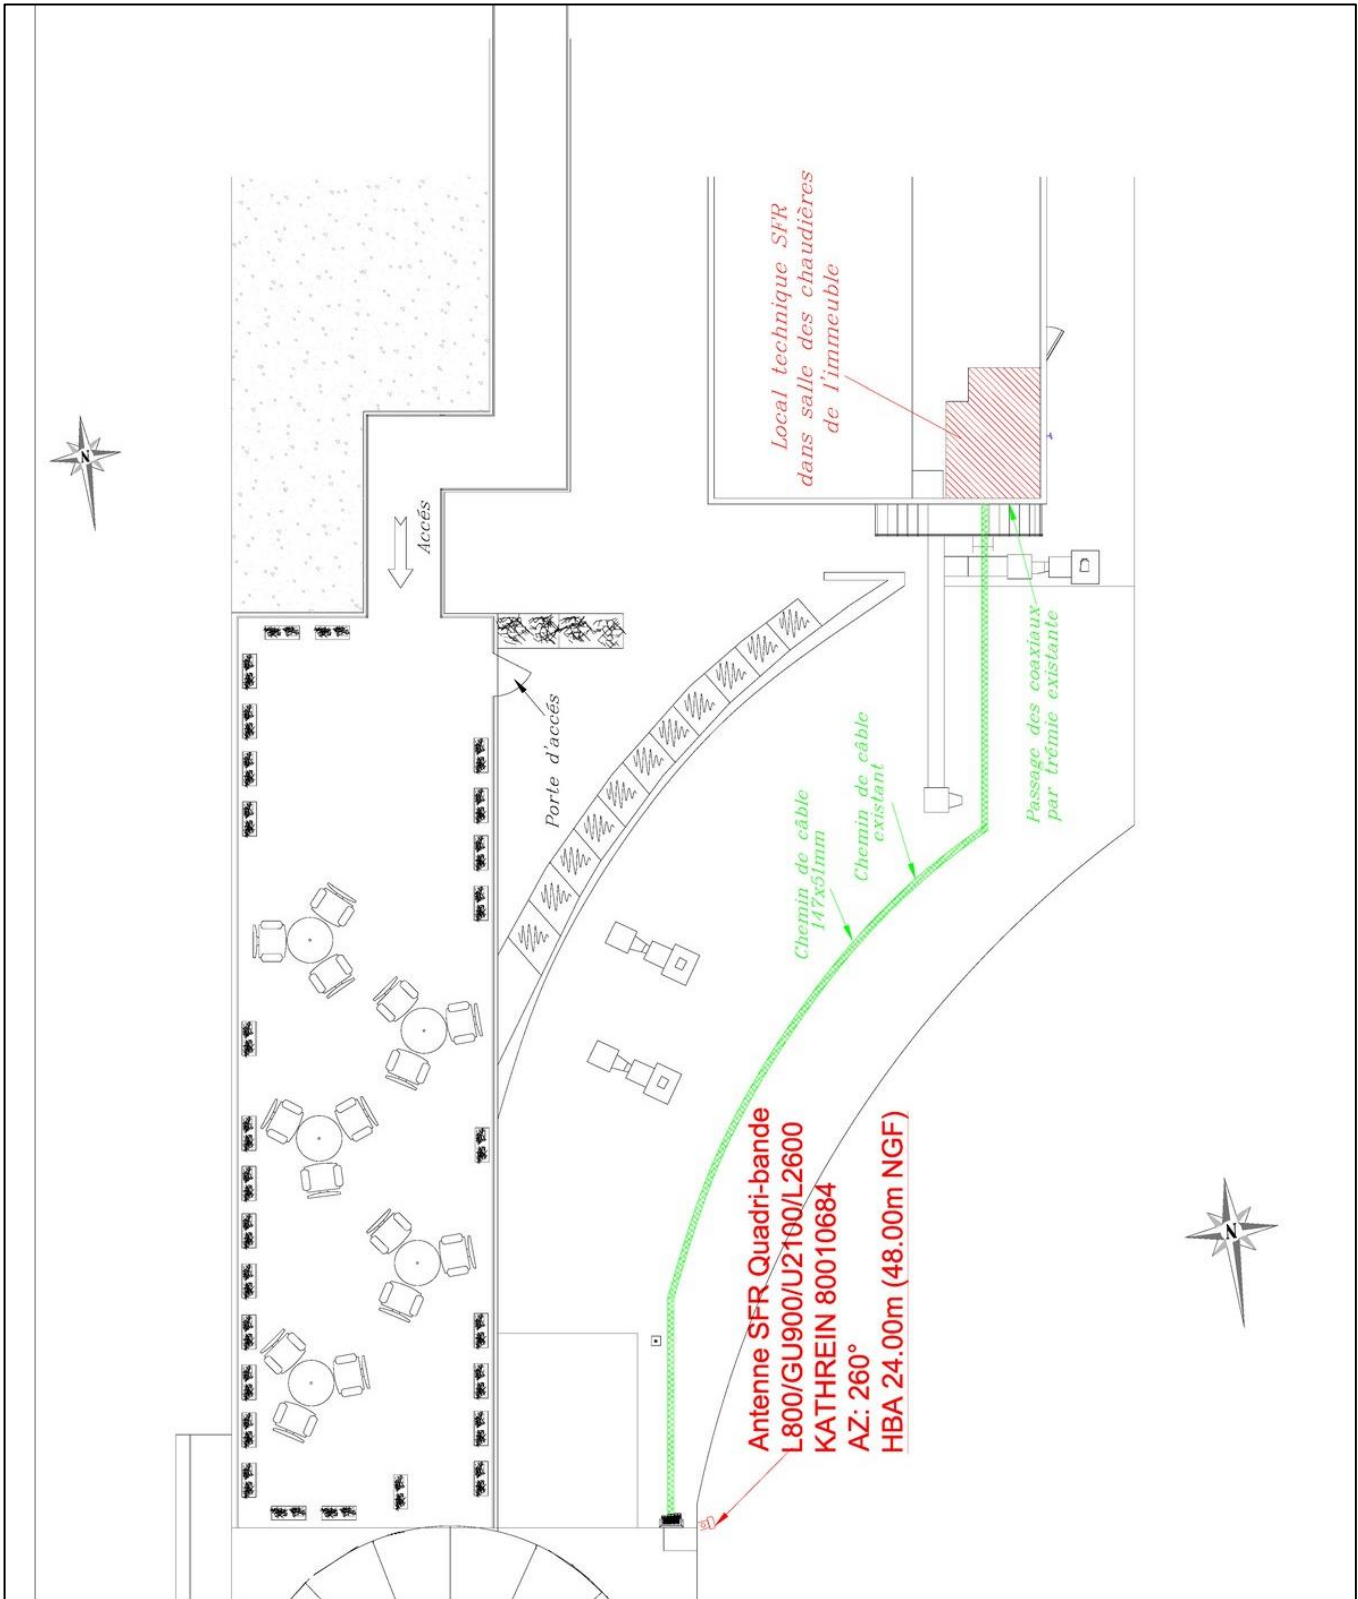 Local technique SFR
dans salle des chaudières
de l'immeuble
N
Accés
Porte d'accés
Passage des coaxiaux
par trémie existante
Chemin de câble
existant
Chemin de câble
147x51mm
Antenne SFR Quadri-bande
L800/GU900/U2100/L2600
KATHREIN 80010684
AZ: 260°
HBA 24.00m (48.00m NGF)
N